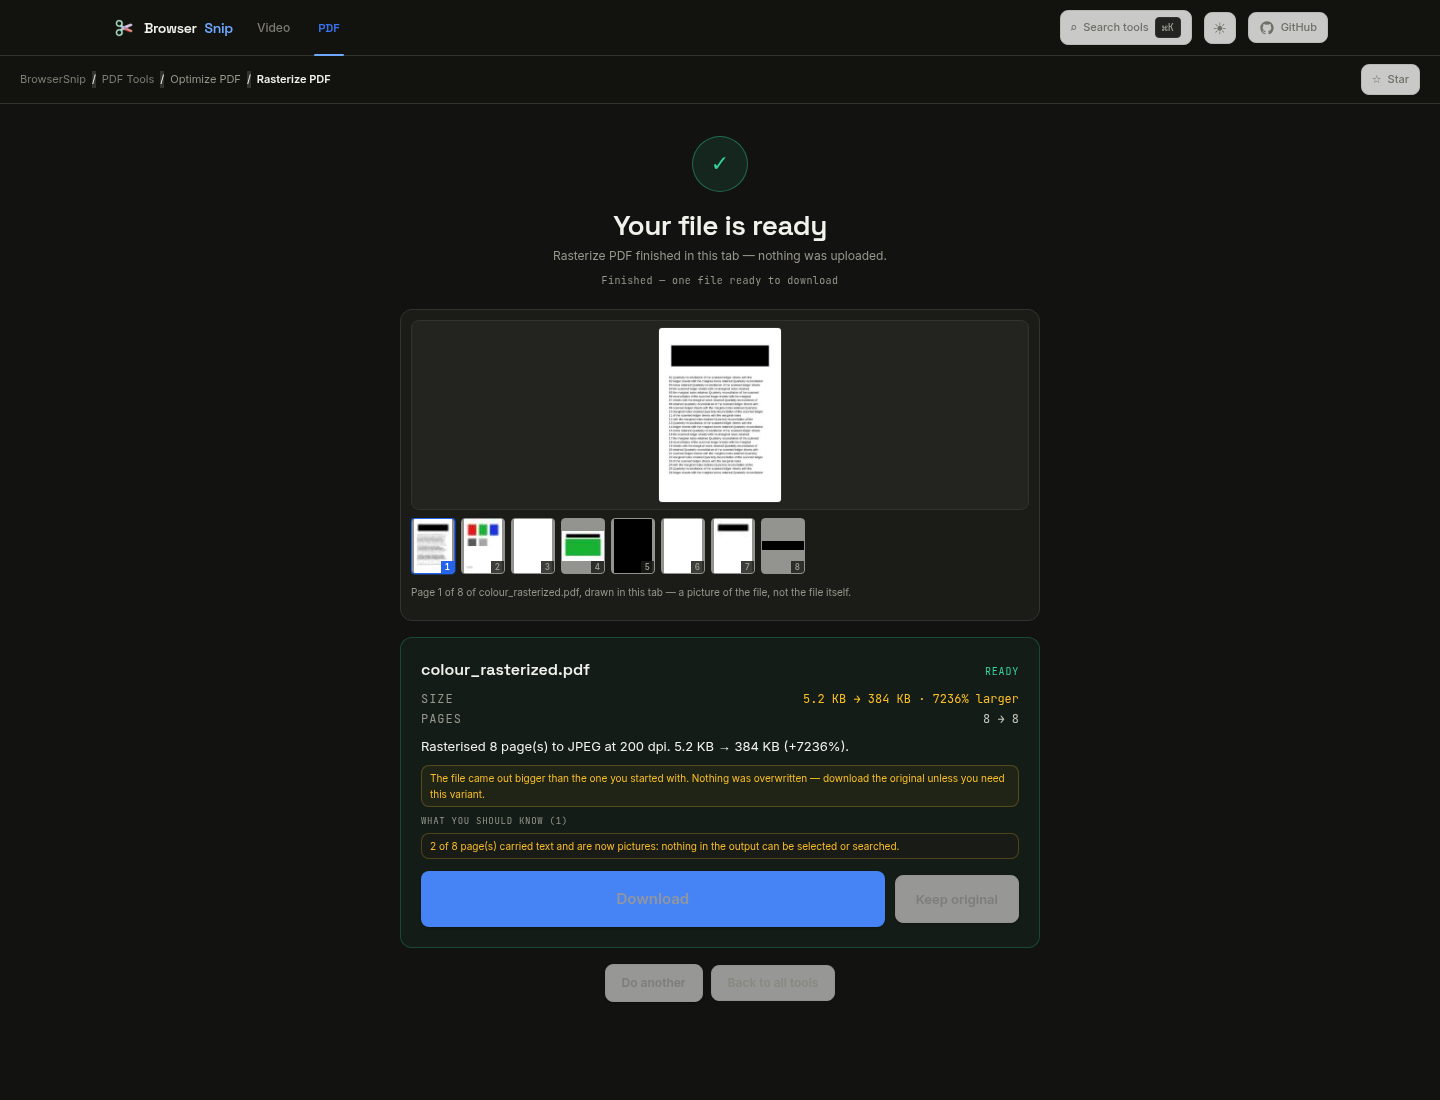 Browser Snip Video PDF Search tools ⌘K GitHub
BrowserSnip / PDF Tools / Optimize PDF / Rasterize PDF ☆ Star
✓
Your file is ready
Rasterize PDF finished in this tab — nothing was uploaded.
Finished — one file ready to download
1 2 3 4 5 6 7 8
Page 1 of 8 of colour_rasterized.pdf, drawn in this tab — a picture of the file, not the file itself.
colour_rasterized.pdf READY
SIZE 5.2 KB → 384 KB · 7236% larger
PAGES 8 → 8
Rasterised 8 page(s) to JPEG at 200 dpi. 5.2 KB → 384 KB (+7236%).
The file came out bigger than the one you started with. Nothing was overwritten — download the original unless you need
this variant.
WHAT YOU SHOULD KNOW (1)
2 of 8 page(s) carried text and are now pictures: nothing in the output can be selected or searched.
Download Keep original
Do another Back to all tools